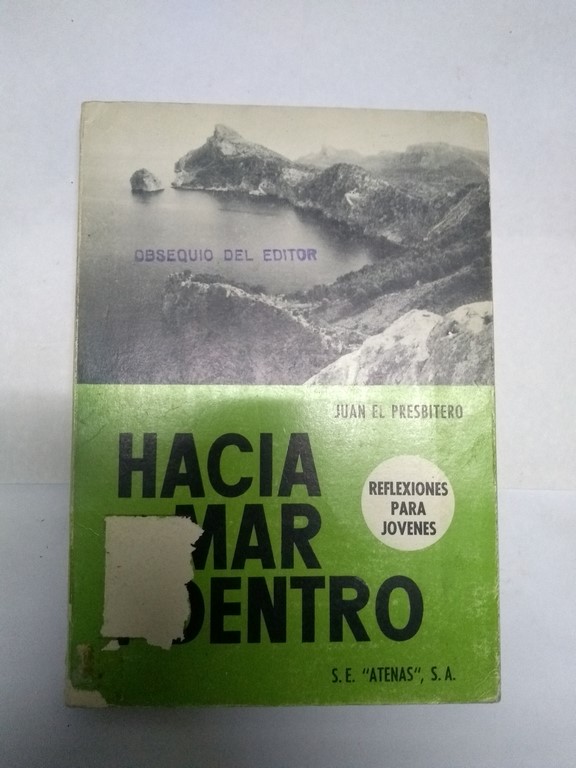 OBSEQUIO DEL EDITOR
JUAN EL PRESBITERO
HACIA
MAR
DENTRO
REFLEXIONES
PARA
JOVENES
S. E. "ATENAS", S. A.